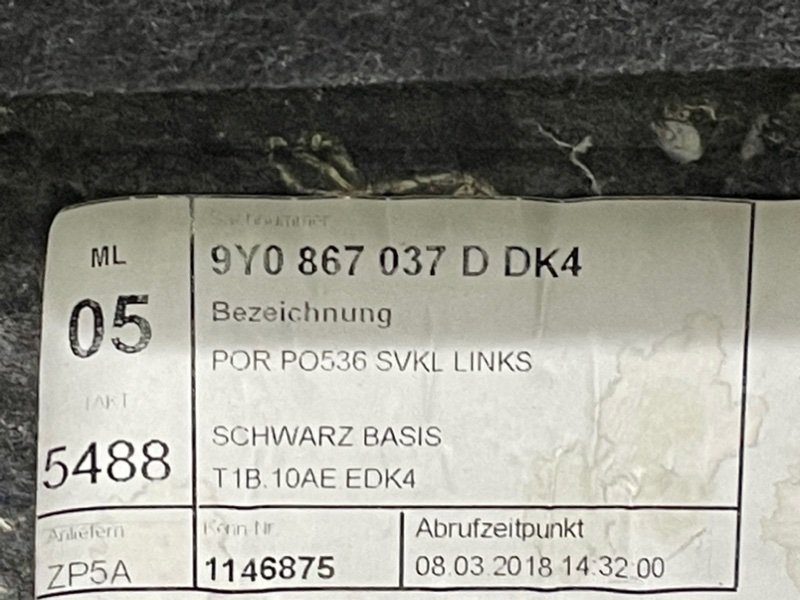 ML
05
TAKT
5488
Sachnummer
9Y0 867 037 D DK4
Bezeichnung
POR PO536 SVKL LINKS
SCHWARZ BASIS
T1B.10AE EDK4
Anliefern
ZP5A
Kenn Nr
1146875
Abrufzeitpunkt
08.03.2018 14:32:00